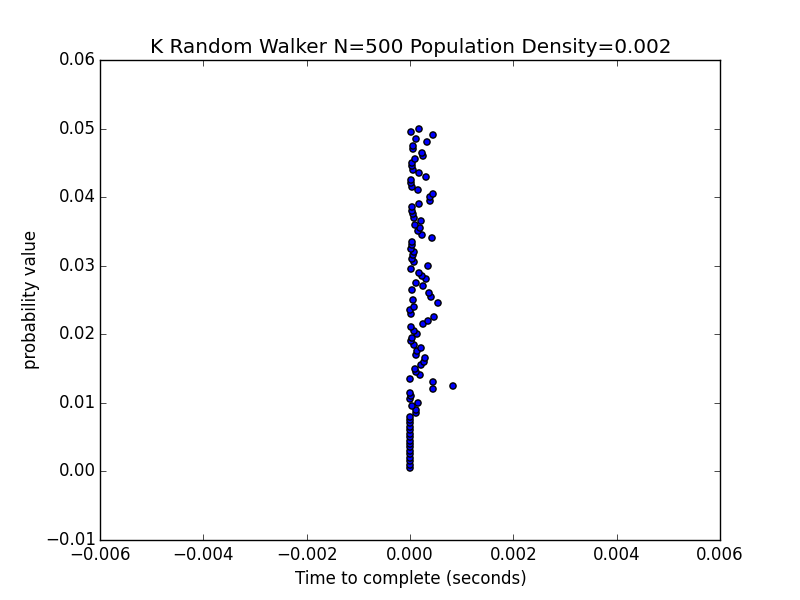 K Random Walker N=500 Population Density=0.002
0.06
0.05
0.04
0.03
0.02
0.01
0.00
−0.01
probability value
−0.006 −0.004 −0.002 0.000 0.002 0.004 0.006
Time to complete (seconds)